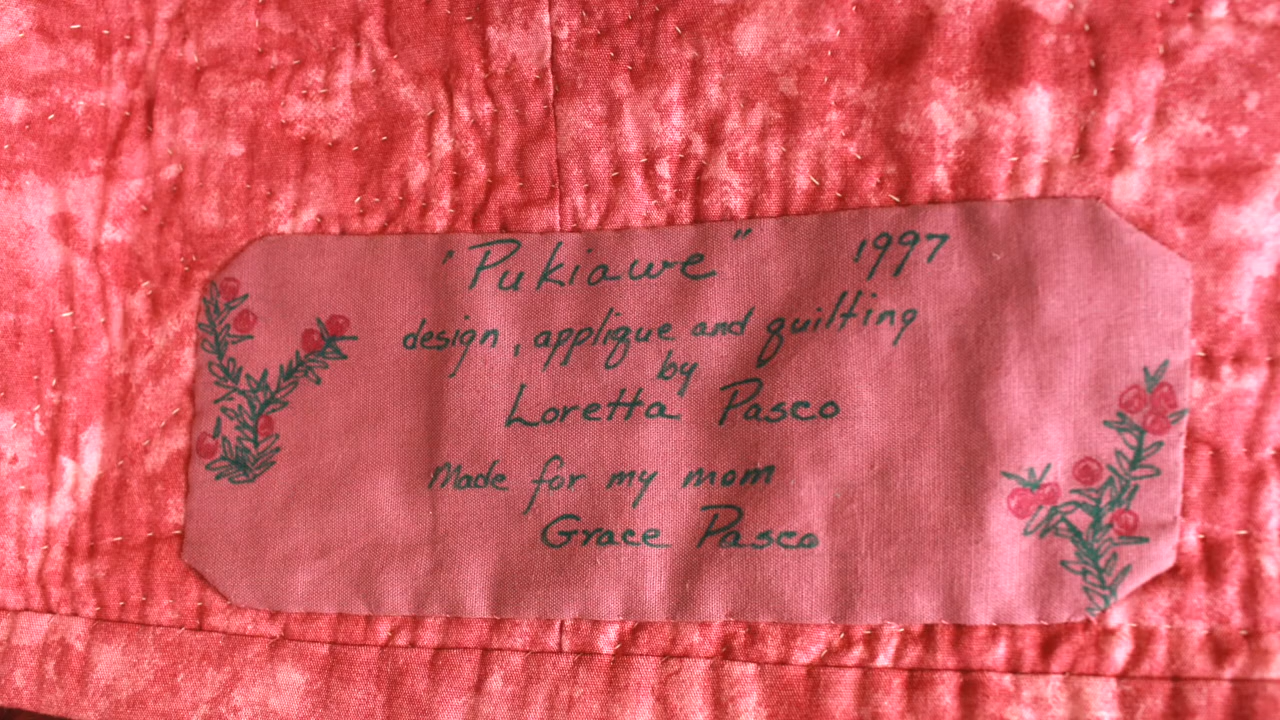 'Pukiawe" 1997
design, applique and quilting
by
Loretta Pasco
Made for my mom
Grace Pasco